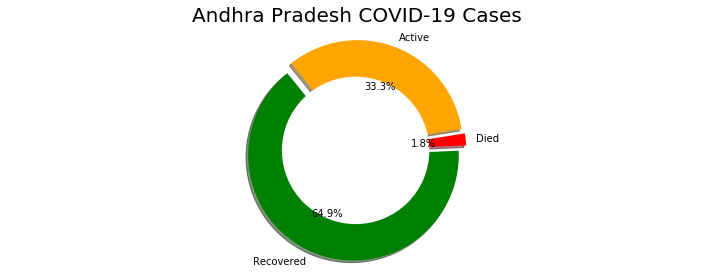 Andhra Pradesh COVID-19 Cases
Active
33.3%
Died
1.8%
64.9%
Recovered